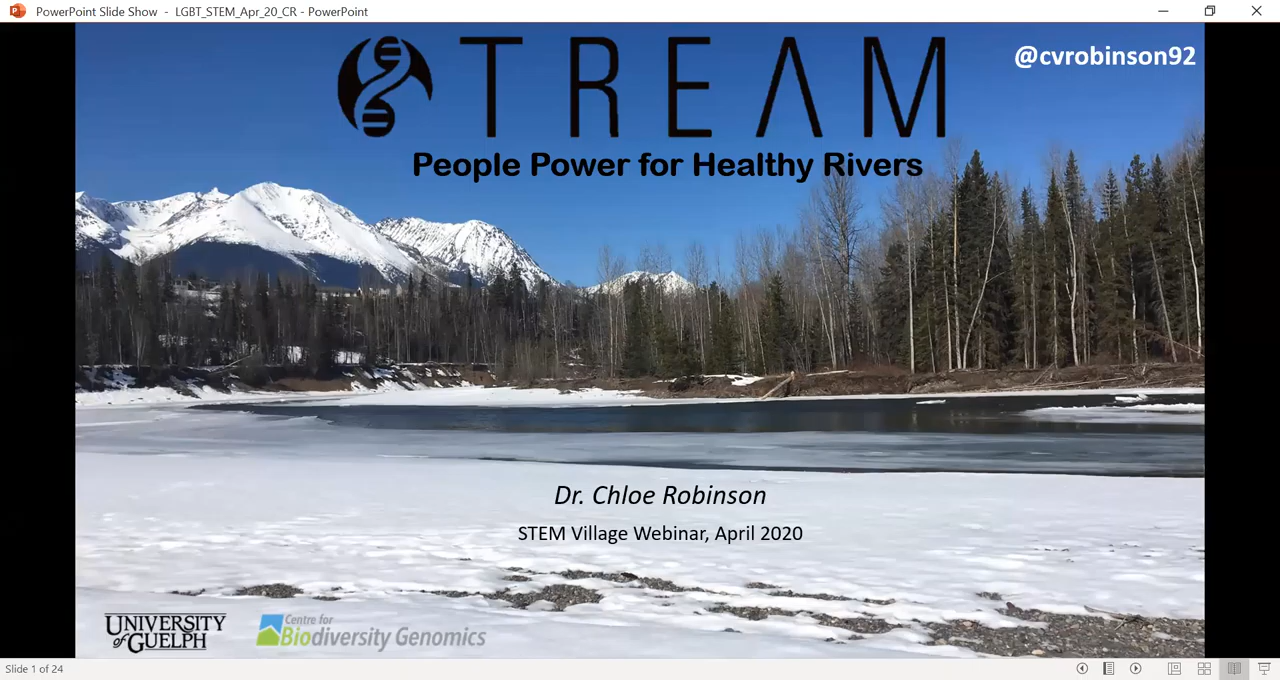 PowerPoint Slide Show - LGBT_STEM_Apr_20_CR - PowerPoint
@cvrobinson92
STREAM
People Power for Healthy Rivers
Dr. Chloe Robinson
STEM Village Webinar, April 2020
UNIVERSITY
of GUELPH
Centre for
Biodiversity Genomics
Slide 1 of 24